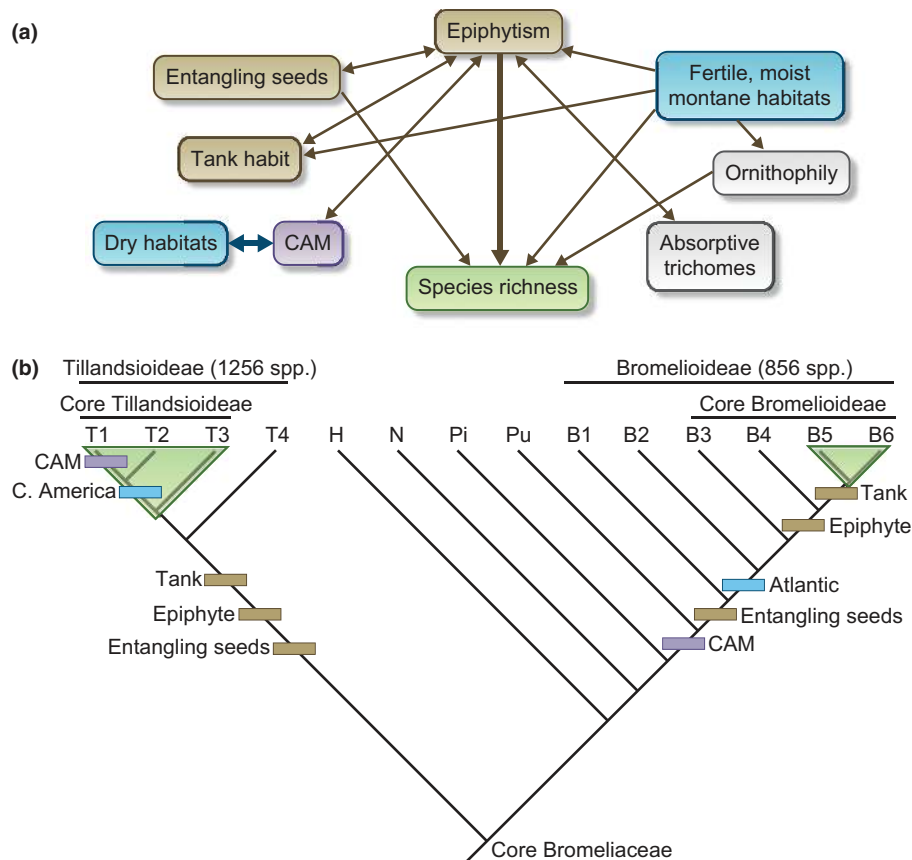 (a)
Epiphytism
Entangling seeds
Fertile, moist
montane habitats
Tank habit
Ornithophily
Dry habitats
CAM
Absorptive
trichomes
Species richness
(b)
Tillandsioideae (1256 spp.)
Bromelioideae (856 spp.)
Core Tillandsioideae
Core Bromelioideae
T1 T2 T3 T4 H N Pi Pu B1 B2 B3 B4 B5 B6
CAM
C. America
Tank
Epiphyte
Tank
Atlantic
Epiphyte
Entangling seeds
Entangling seeds
CAM
Core Bromeliaceae